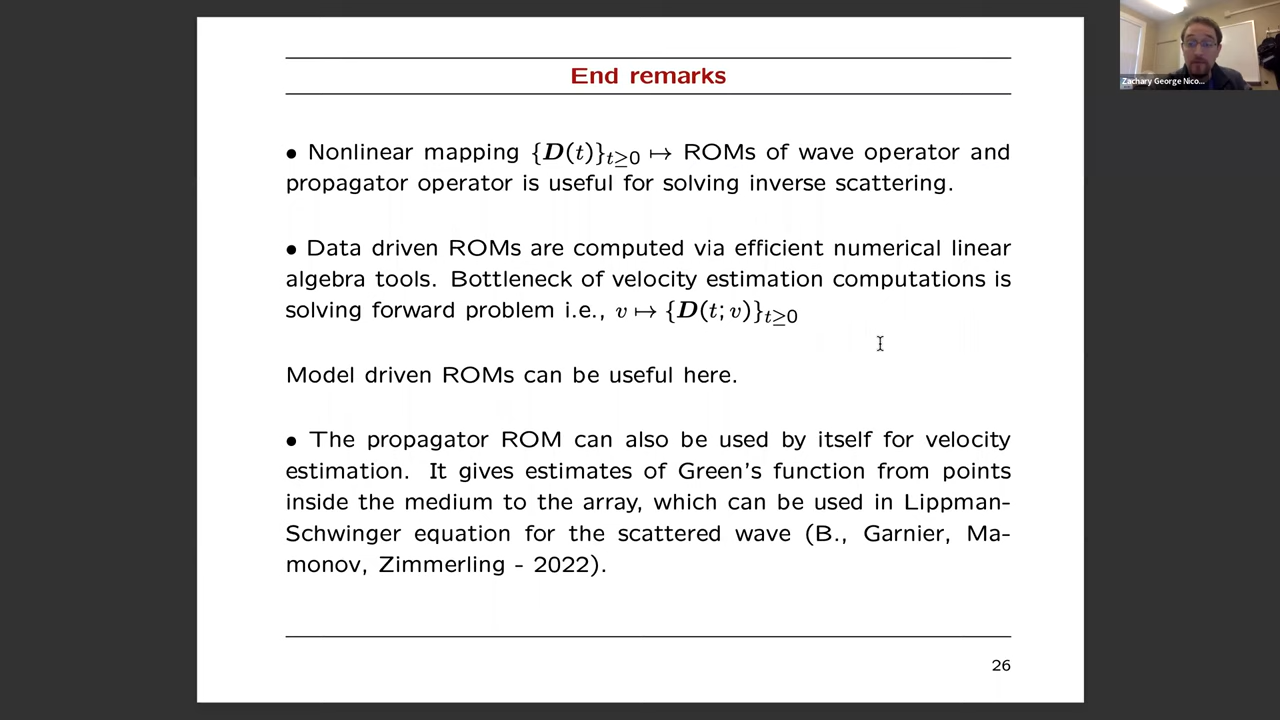 End remarks
Zachary George Nico...
• Nonlinear mapping {D(t)}t≥0 ↦ ROMs of wave operator and
propagator operator is useful for solving inverse scattering.
• Data driven ROMs are computed via efficient numerical linear
algebra tools. Bottleneck of velocity estimation computations is
solving forward problem i.e., v ↦ {D(t; v)}t≥0
Model driven ROMs can be useful here.
• The propagator ROM can also be used by itself for velocity
estimation. It gives estimates of Green's function from points
inside the medium to the array, which can be used in Lippman-
Schwinger equation for the scattered wave (B., Garnier, Ma-
monov, Zimmerling - 2022).
26